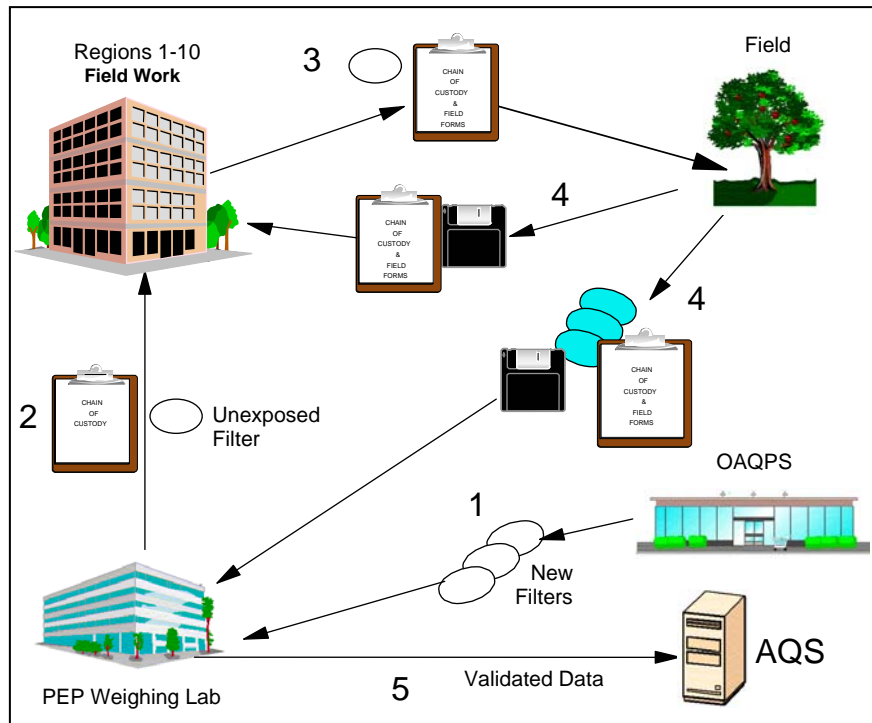 Regions 1-10
Field Work
3
CHAIN
OF
CUSTODY
&
FIELD
FORMS
Field
4
CHAIN
OF
CUSTODY
&
FIELD
FORMS
4
CHAIN
OF
CUSTODY
&
FIELD
FORMS
2
CHAIN
OF
CUSTODY
Unexposed
Filter
OAQPS
1
New
Filters
AQS
PEP Weighing Lab
5
Validated Data